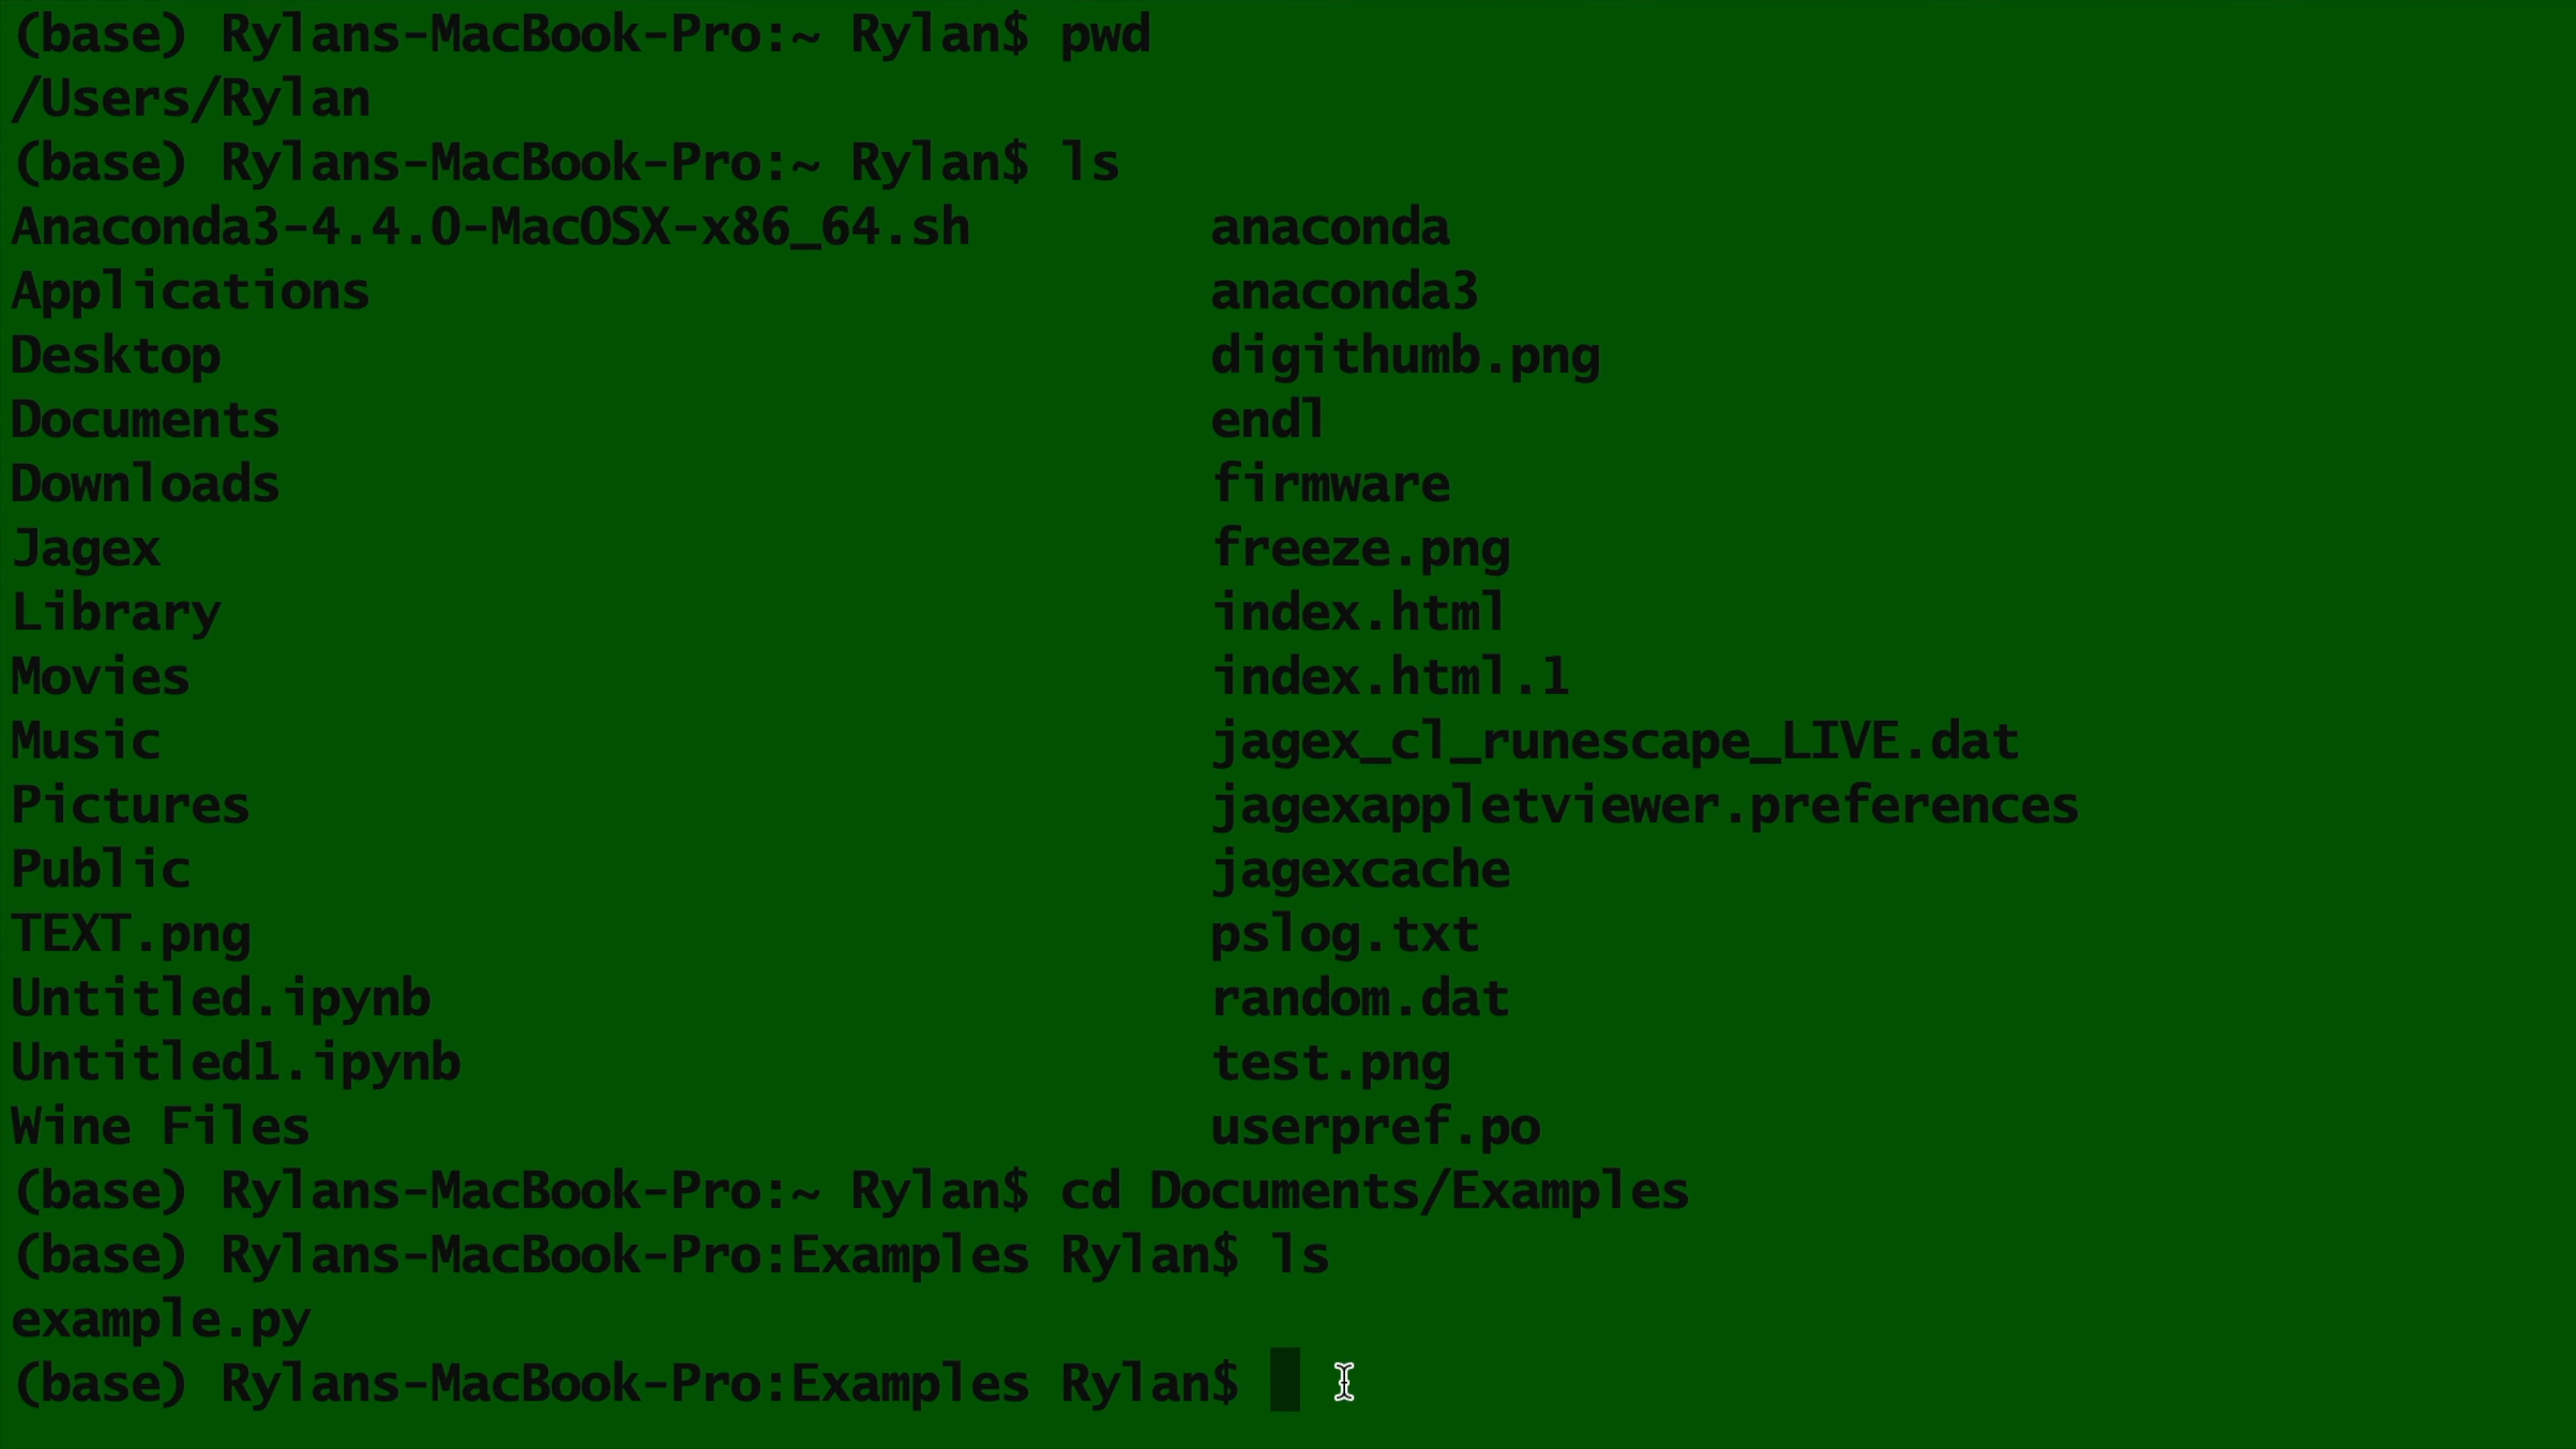 (base) Rylans-MacBook-Pro:~ Rylan$ pwd
/Users/Rylan
(base) Rylans-MacBook-Pro:~ Rylan$ ls
Anaconda3-4.4.0-MacOSX-x86_64.sh anaconda
Applications anaconda3
Desktop digithumb.png
Documents endl
Downloads firmware
Jagex freeze.png
Library index.html
Movies index.html.1
Music jagex_cl_runescape_LIVE.dat
Pictures jagexappletviewer.preferences
Public jagexcache
TEXT.png pslog.txt
Untitled.ipynb random.dat
Untitled1.ipynb test.png
Wine Files userpref.po
(base) Rylans-MacBook-Pro:~ Rylan$ cd Documents/Examples
(base) Rylans-MacBook-Pro:Examples Rylan$ ls
example.py
(base) Rylans-MacBook-Pro:Examples Rylan$